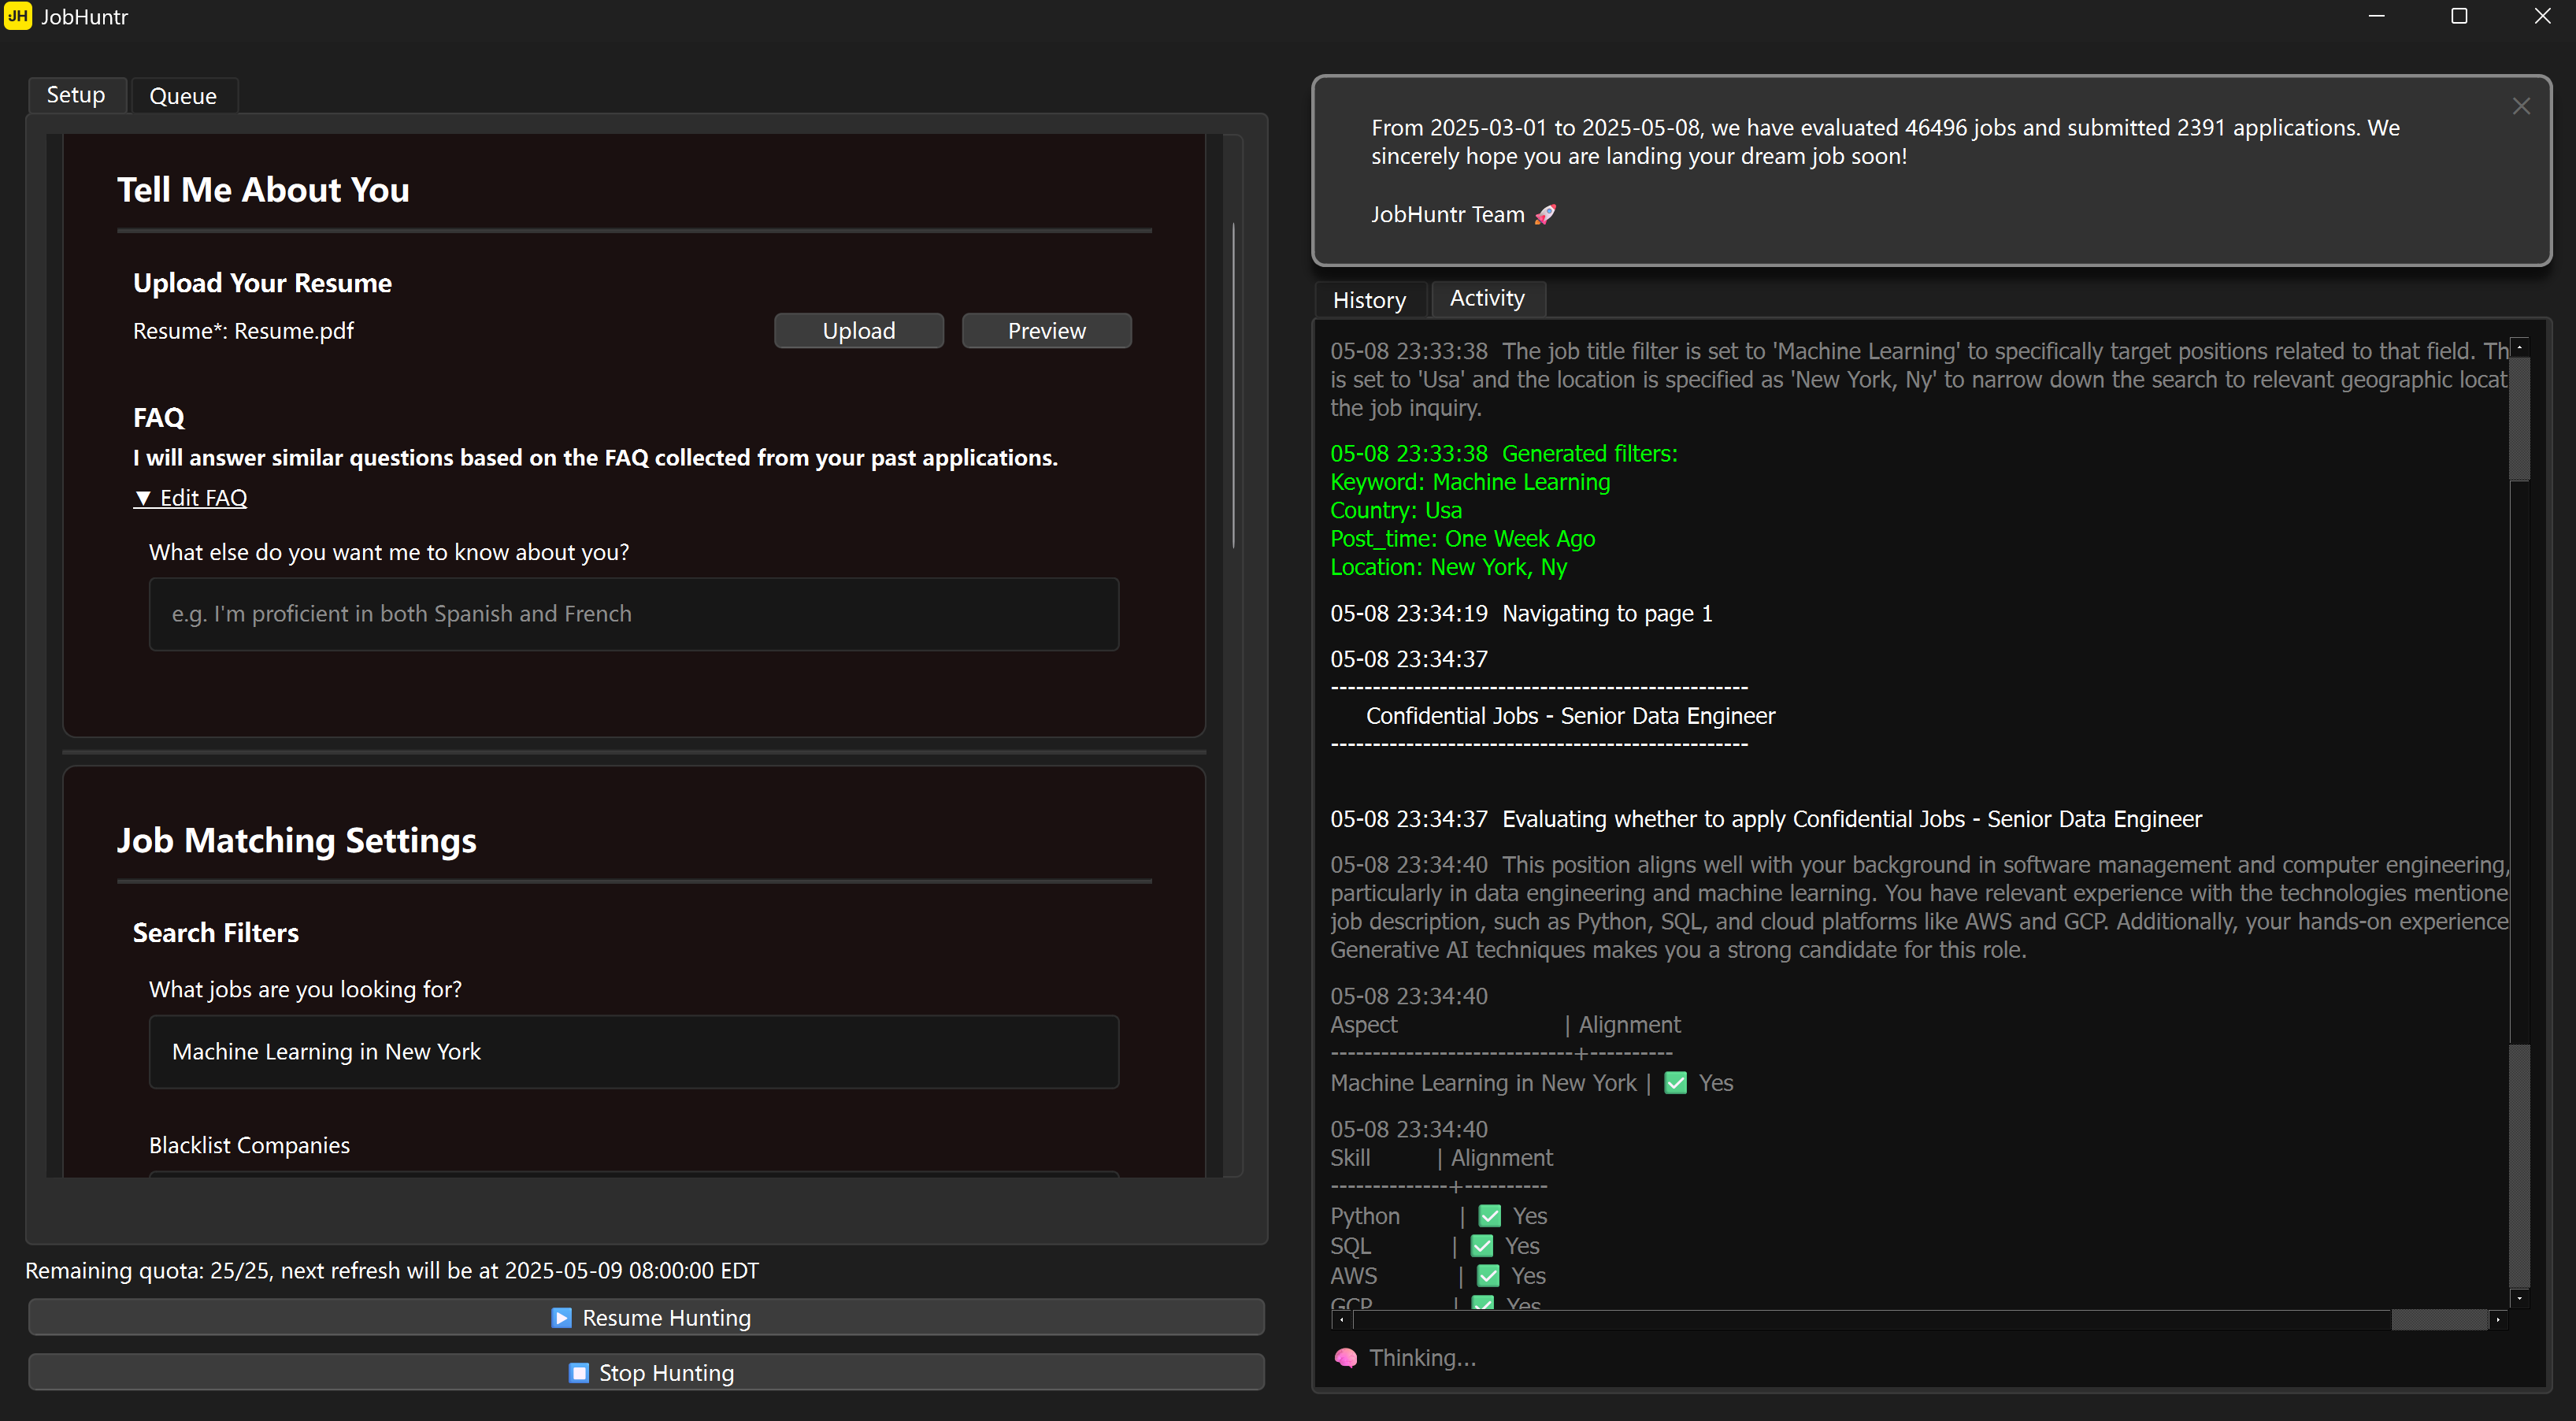 JH JobHuntr
Setup
Queue
Tell Me About You
Upload Your Resume
Resume*: Resume.pdf
Upload
Preview
FAQ
I will answer similar questions based on the FAQ collected from your past applications.
▼ Edit FAQ
What else do you want me to know about you?
e.g. I'm proficient in both Spanish and French
Job Matching Settings
Search Filters
What jobs are you looking for?
Machine Learning in New York
Blacklist Companies
Remaining quota: 25/25, next refresh will be at 2025-05-09 08:00:00 EDT
Resume Hunting
Stop Hunting
From 2025-03-01 to 2025-05-08, we have evaluated 46496 jobs and submitted 2391 applications. We
sincerely hope you are landing your dream job soon!
JobHuntr Team 🚀
History
Activity
05-08 23:33:38 The job title filter is set to 'Machine Learning' to specifically target positions related to that field. Th
is set to 'Usa' and the location is specified as 'New York, Ny' to narrow down the search to relevant geographic locat
the job inquiry.
05-08 23:33:38 Generated filters:
Keyword: Machine Learning
Country: Usa
Post_time: One Week Ago
Location: New York, Ny
05-08 23:34:19 Navigating to page 1
05-08 23:34:37
--------------------------------------------------
Confidential Jobs - Senior Data Engineer
--------------------------------------------------
05-08 23:34:37 Evaluating whether to apply Confidential Jobs - Senior Data Engineer
05-08 23:34:40 This position aligns well with your background in software management and computer engineering,
particularly in data engineering and machine learning. You have relevant experience with the technologies mentione
job description, such as Python, SQL, and cloud platforms like AWS and GCP. Additionally, your hands-on experience
Generative AI techniques makes you a strong candidate for this role.
05-08 23:34:40
Aspect | Alignment
-----------------------------+----------
Machine Learning in New York | ✅ Yes
05-08 23:34:40
Skill | Alignment
--------------+----------
Python | ✅ Yes
SQL | ✅ Yes
AWS | ✅ Yes
GCP | ✅ Yes
🧠 Thinking...